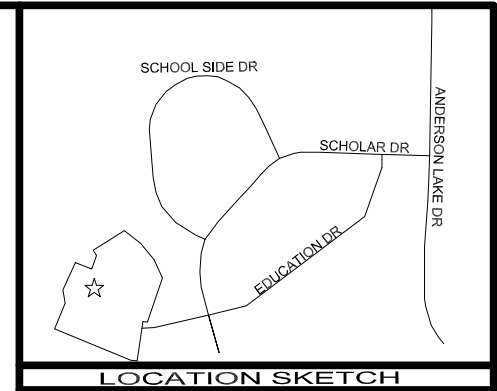 SCHOOL SIDE DR
SCHOLAR DR
ANDERSON LAKE DR
EDUCATION DR
LOCATION SKETCH